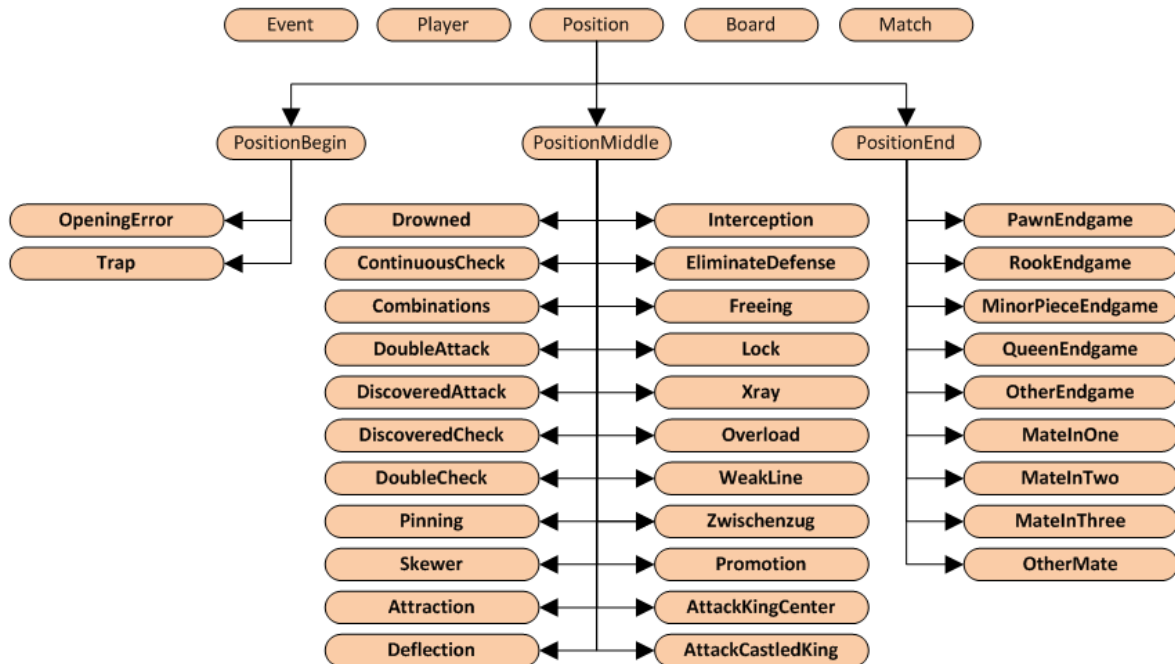 Event
Player
Position
Board
Match
PositionBegin
PositionMiddle
PositionEnd
OpeningError
Trap
Drowned
ContinuousCheck
Combinations
DoubleAttack
DiscoveredAttack
DiscoveredCheck
DoubleCheck
Pinning
Skewer
Attraction
Deflection
Interception
EliminateDefense
Freeing
Lock
Xray
Overload
WeakLine
Zwischenzug
Promotion
AttackKingCenter
AttackCastledKing
PawnEndgame
RookEndgame
MinorPieceEndgame
QueenEndgame
OtherEndgame
MateInOne
MateInTwo
MateInThree
OtherMate